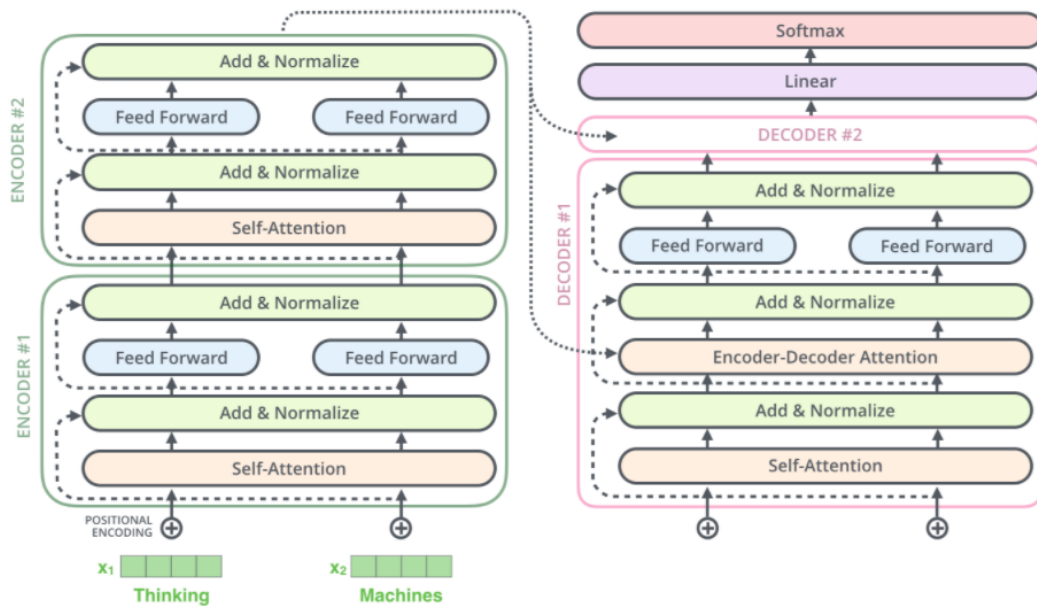 ENCODER #2
Add & Normalize
Feed Forward
Feed Forward
Add & Normalize
Self-Attention
ENCODER #1
Add & Normalize
Feed Forward
Feed Forward
Add & Normalize
Self-Attention
POSITIONAL
ENCODING
x₁
x₂
Thinking
Machines
Softmax
Linear
DECODER #2
DECODER #1
Add & Normalize
Feed Forward
Feed Forward
Add & Normalize
Encoder-Decoder Attention
Add & Normalize
Self-Attention